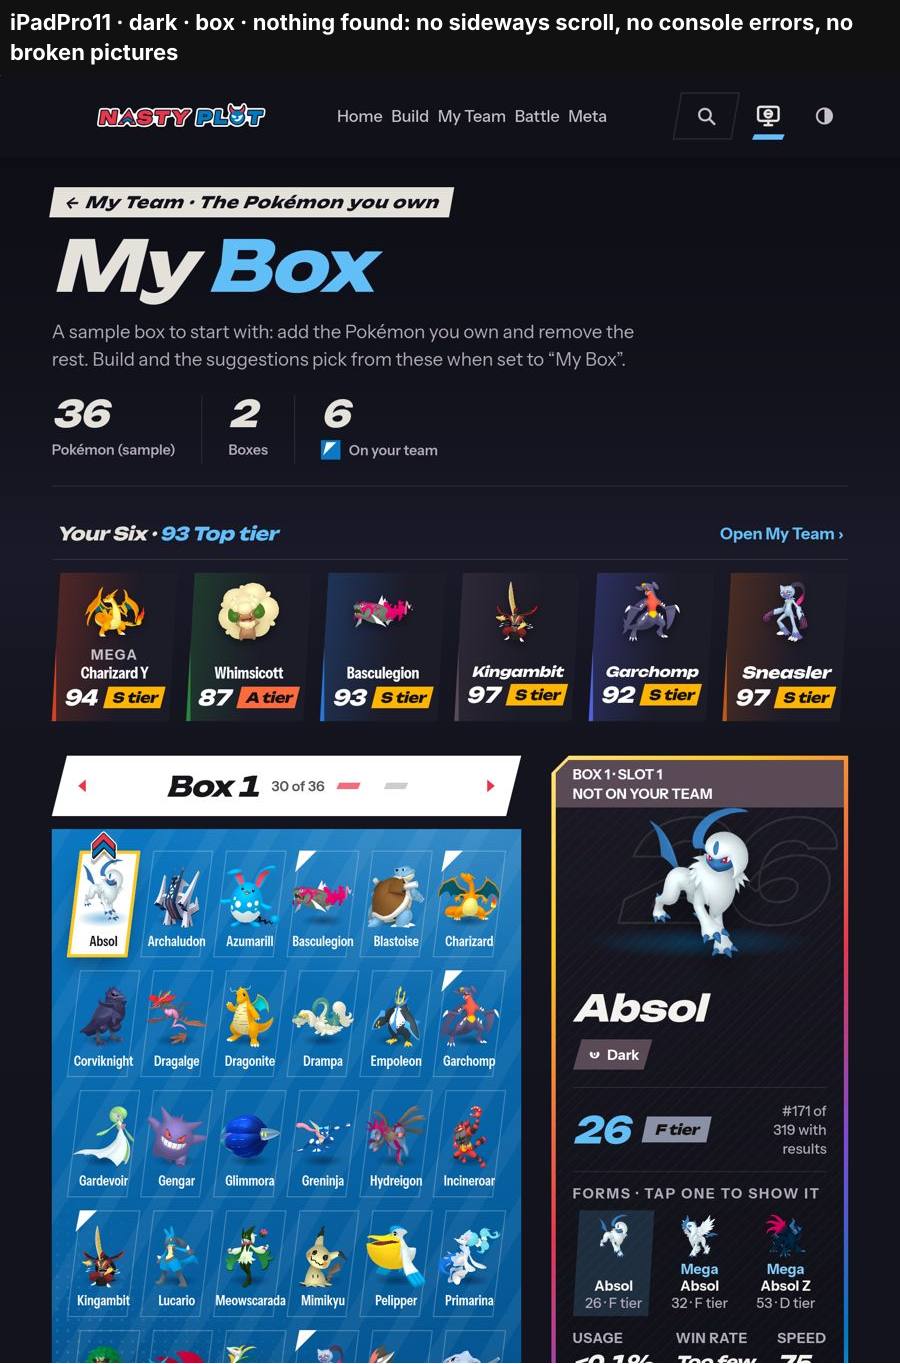 iPadPro11 · dark · box · nothing found: no sideways scroll, no console errors, no
broken pictures
NASTY PLOT
Home Build My Team Battle Meta
← My Team · The Pokémon you own
My Box
A sample box to start with: add the Pokémon you own and remove the
rest. Build and the suggestions pick from these when set to “My Box”.
36 2 6
Pokémon (sample) Boxes On your team
Your Six · 93 Top tier Open My Team ›
MEGA
Charizard Y Whimsicott Basculegion Kingambit Garchomp Sneasler
94 S tier 87 A tier 93 S tier 97 S tier 92 S tier 97 S tier
Box 1 30 of 36
BOX 1 · SLOT 1
NOT ON YOUR TEAM
26
Absol Archaludon Azumarill Basculegion Blastoise Charizard
Corviknight Dragalge Dragonite Drampa Empoleon Garchomp
Gardevoir Gengar Glimmora Greninja Hydreigon Incineroar
Kingambit Lucario Meowscarada Mimikyu Pelipper Primarina
Absol
Dark
26 F tier
#171 of
319 with
results
FORMS · TAP ONE TO SHOW IT
Absol
26 · F tier
Mega
Absol
32 · F tier
Mega
Absol Z
53 · D tier
USAGE WIN RATE SPEED
<0.1% Too few 75